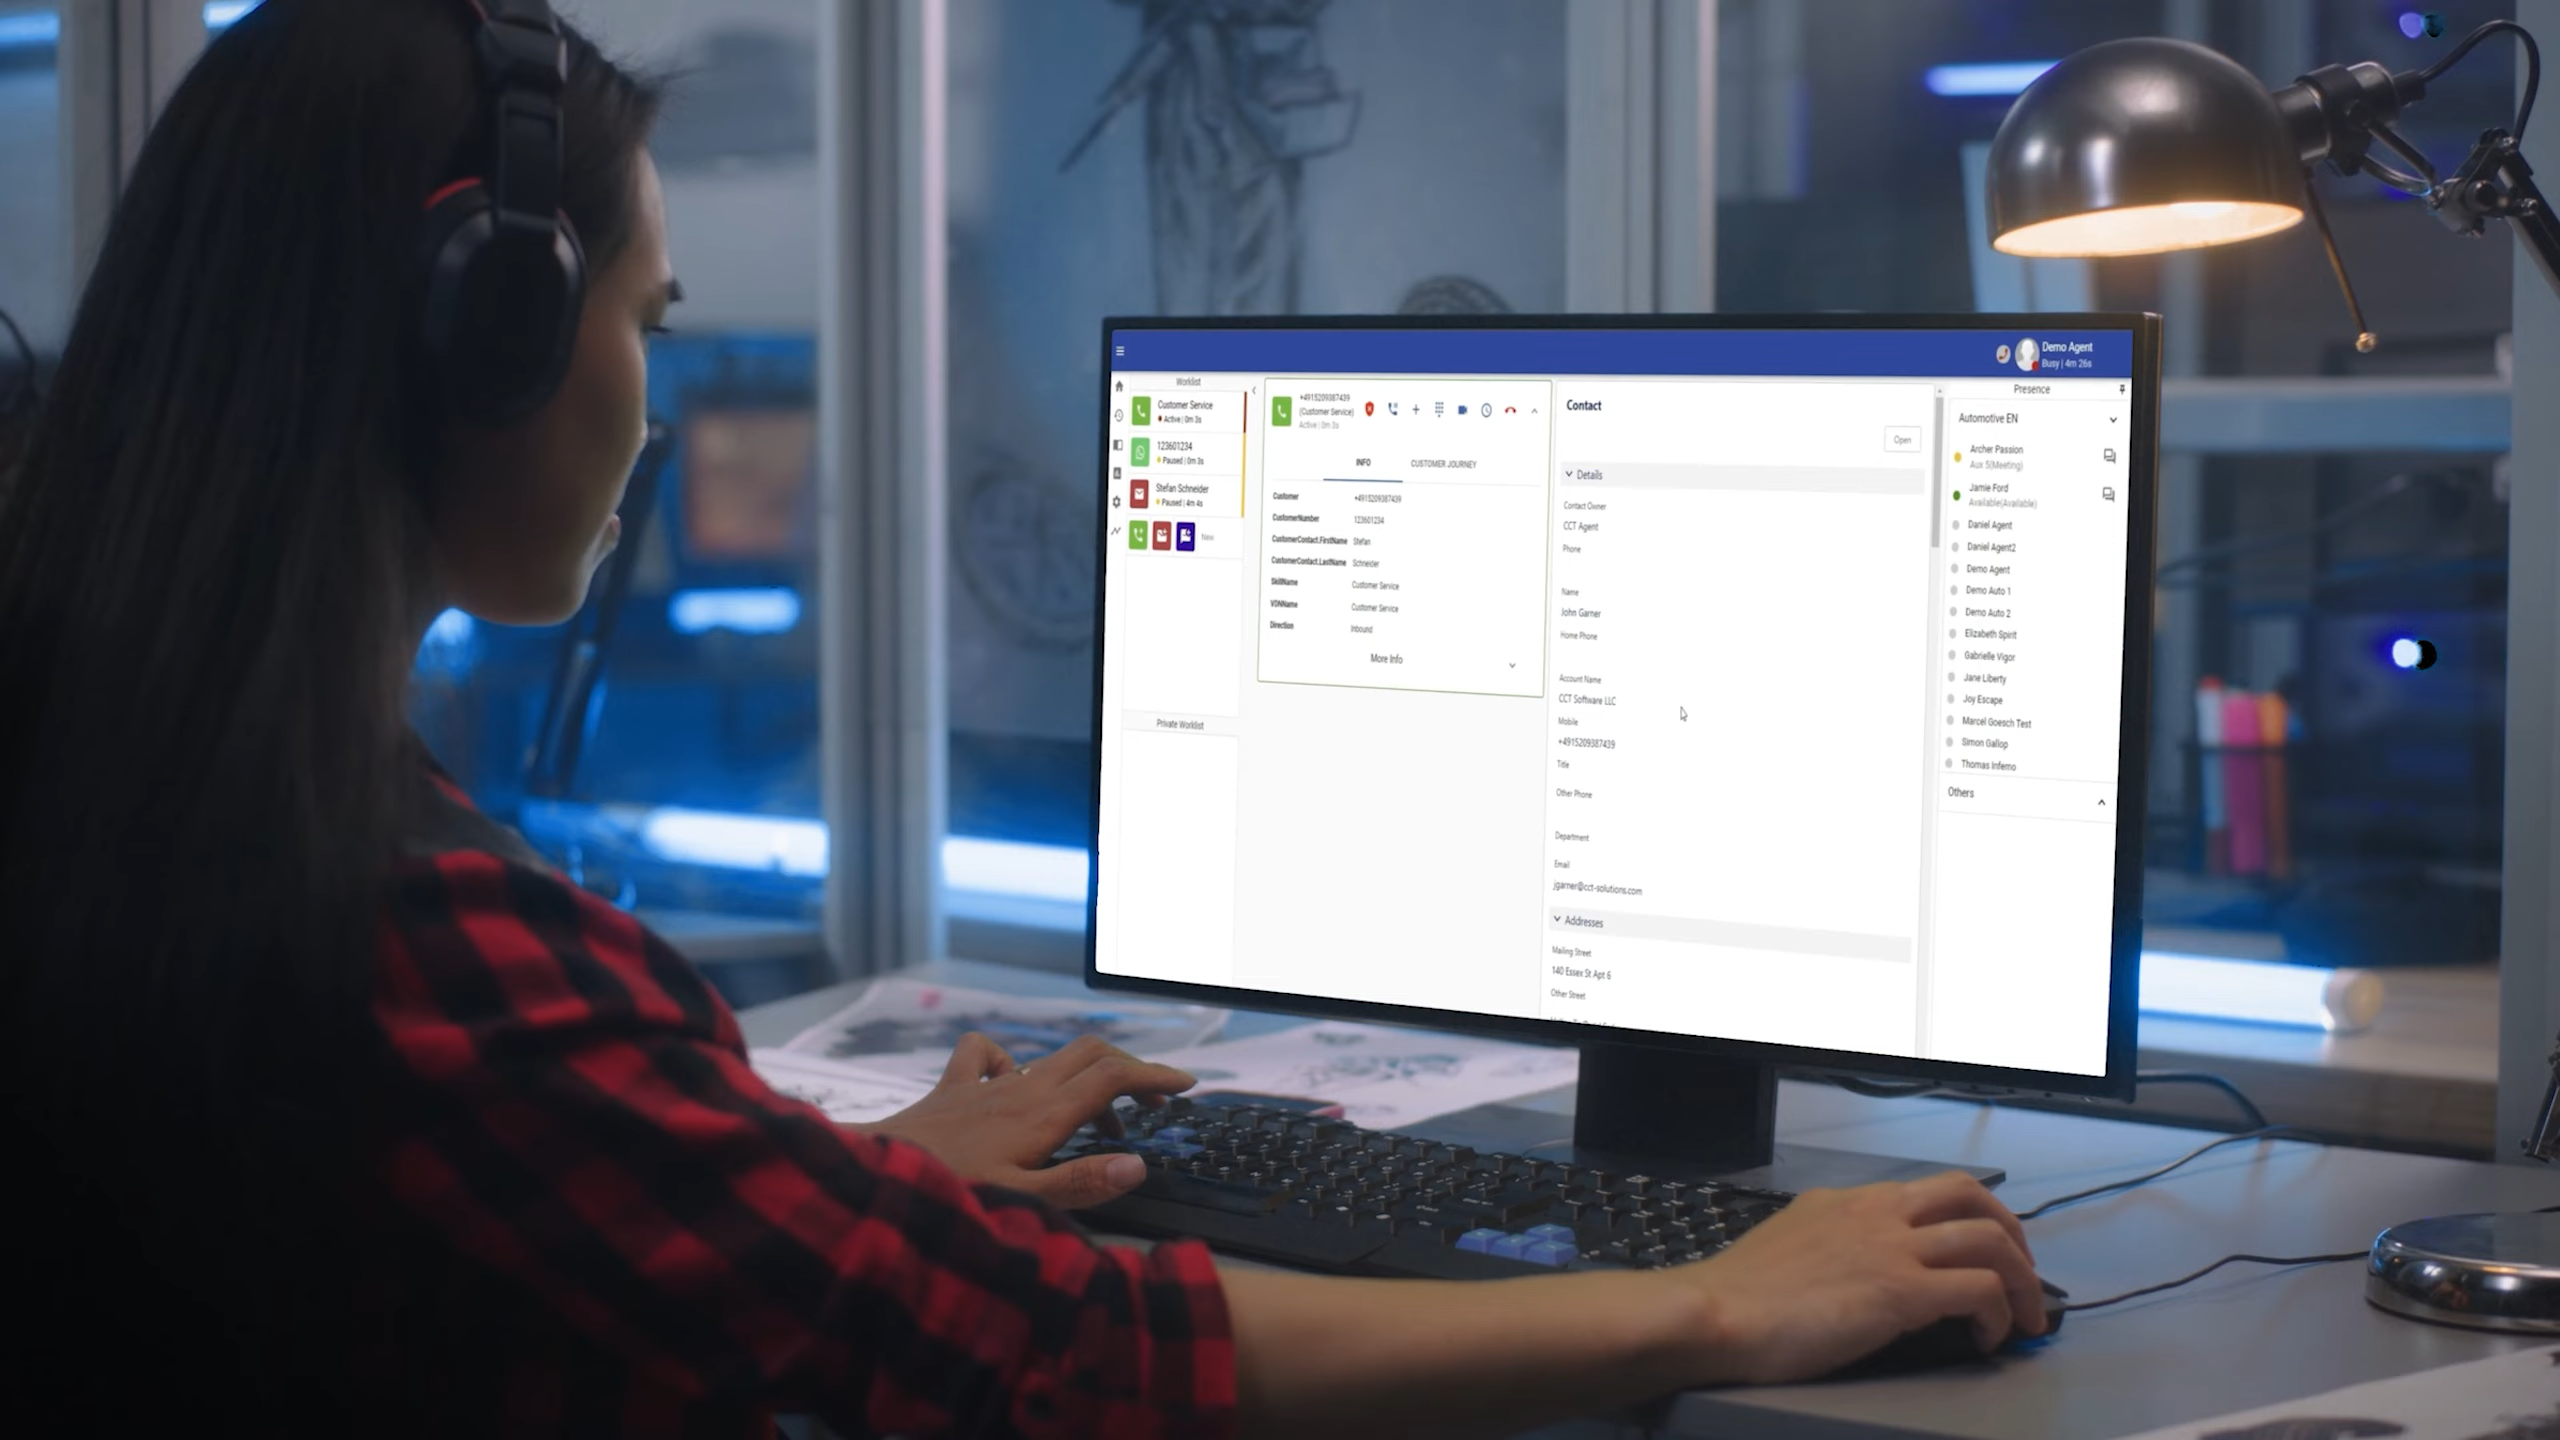 Demo Agent
Busy | 4m 26s
Worklist
Customer Service
Active | 0m 3s
123601234
Paused | 0m 3s
Stefan Schneider
Paused | 4m 4s
New
Private Worklist
+4915209387439
(Customer Service)
Active | 0m 3s
INFO CUSTOMER JOURNEY
Customer +4915209387439
CustomerNumber 123601234
CustomerContact.FirstName Stefan
CustomerContact.LastName Schneider
SkillName Customer Service
VDNName Customer Service
Direction Inbound
More Info
Contact
Open
Details
Contact Owner
CCT Agent
Phone
Name
John Garner
Home Phone
Account Name
CCT Software LLC
Mobile
+4915209387439
Title
Other Phone
Department
Email
jgarner@cct-solutions.com
Addresses
Mailing Street
140 Essex St Apt 6
Other Street
Presence
Automotive EN
Archer Passion
Aux 5(Meeting)
Jamie Ford
Available(Available)
Daniel Agent
Daniel Agent2
Demo Agent
Demo Auto 1
Demo Auto 2
Elizabeth Spirit
Gabrielle Vigor
Jane Liberty
Joy Escape
Marcel Goesch Test
Simon Gallop
Thomas Inferno
Others